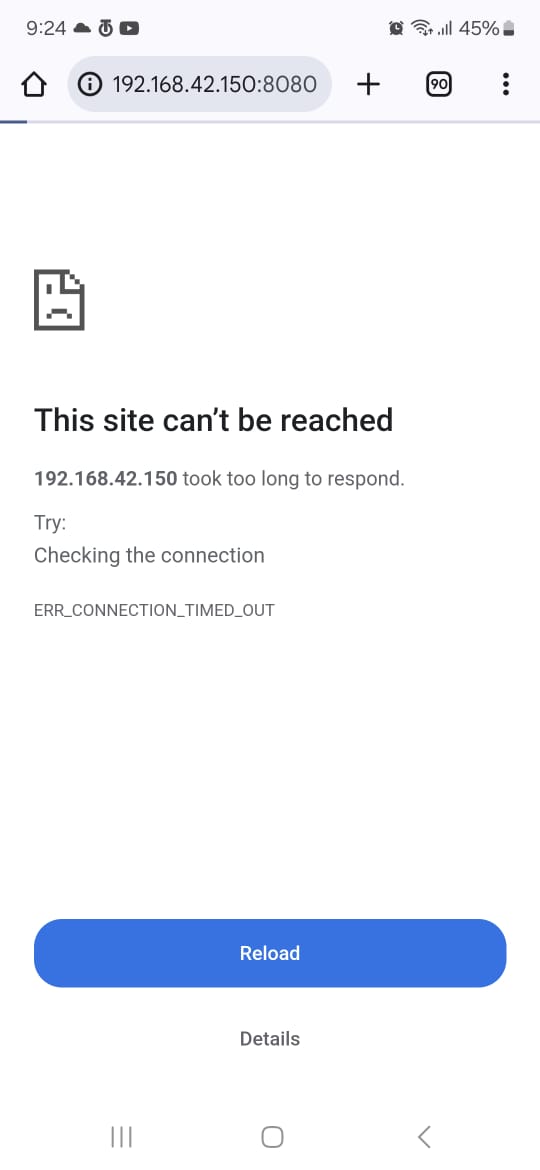 9:24
45%
192.168.42.150:8080
90
This site can’t be reached
192.168.42.150 took too long to respond.
Try:
Checking the connection
ERR_CONNECTION_TIMED_OUT
Reload
Details